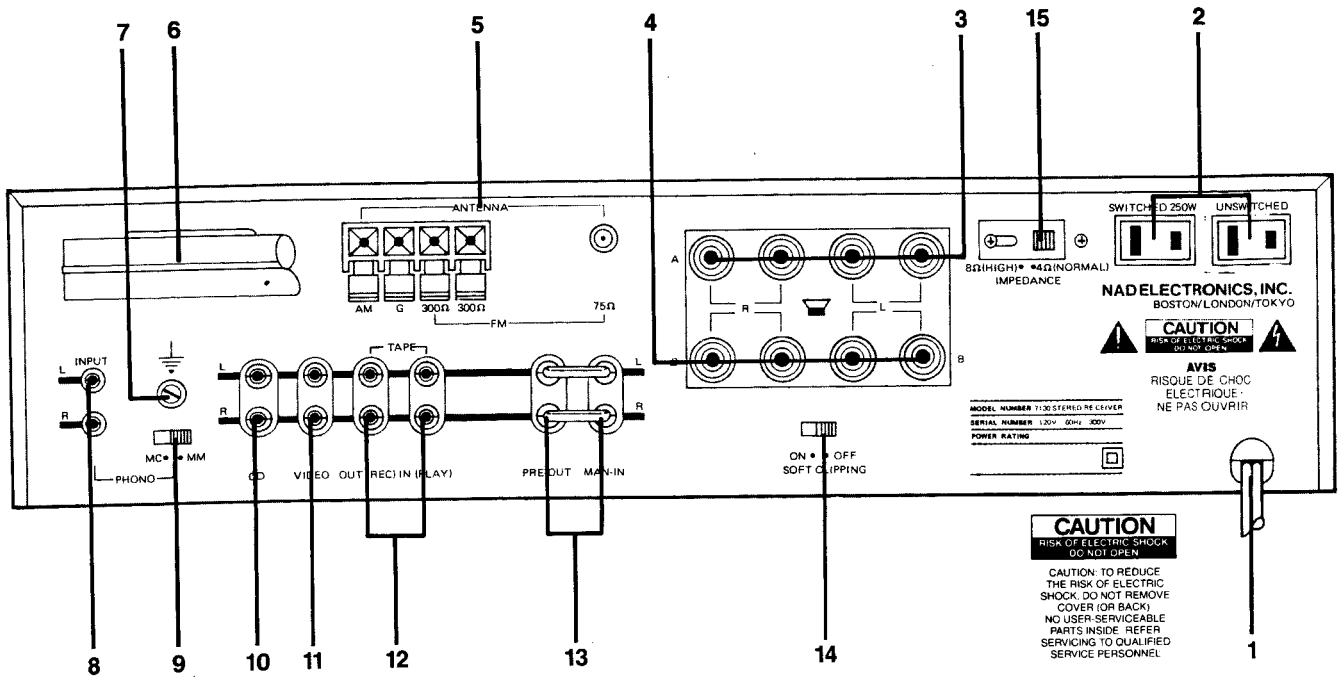 7 6 5 4 3 15 2
ANTENNA
AM G 300Ω 300Ω 75Ω
FM
A
R L
B B
8Ω(HIGH)• •4Ω(NORMAL)
IMPEDANCE
SWITCHED 250W UNSWITCHED
NAD ELECTRONICS, INC.
BOSTON/LONDON/TOKYO
CAUTION
RISK OF ELECTRIC SHOCK
DO NOT OPEN
AVIS
RISQUE DE CHOC
ELECTRIQUE·
NE PAS OUVRIR
MODEL NUMBER 7130 STEREO RECEIVER
SERIAL NUMBER 120V 60Hz 300V
POWER RATING
INPUT
L
R
MC• •MM
PHONO
TAPE
L L
R R
CD VIDEO OUT (REC) IN (PLAY) PRE-OUT MAN-IN
ON • • OFF
SOFT CLIPPING
CAUTION
RISK OF ELECTRIC SHOCK
DO NOT OPEN
CAUTION: TO REDUCE
THE RISK OF ELECTRIC
SHOCK, DO NOT REMOVE
COVER (OR BACK)
NO USER-SERVICEABLE
PARTS INSIDE REFER
SERVICING TO QUALIFIED
SERVICE PERSONNEL
8 9 10 11 12 13 14 1